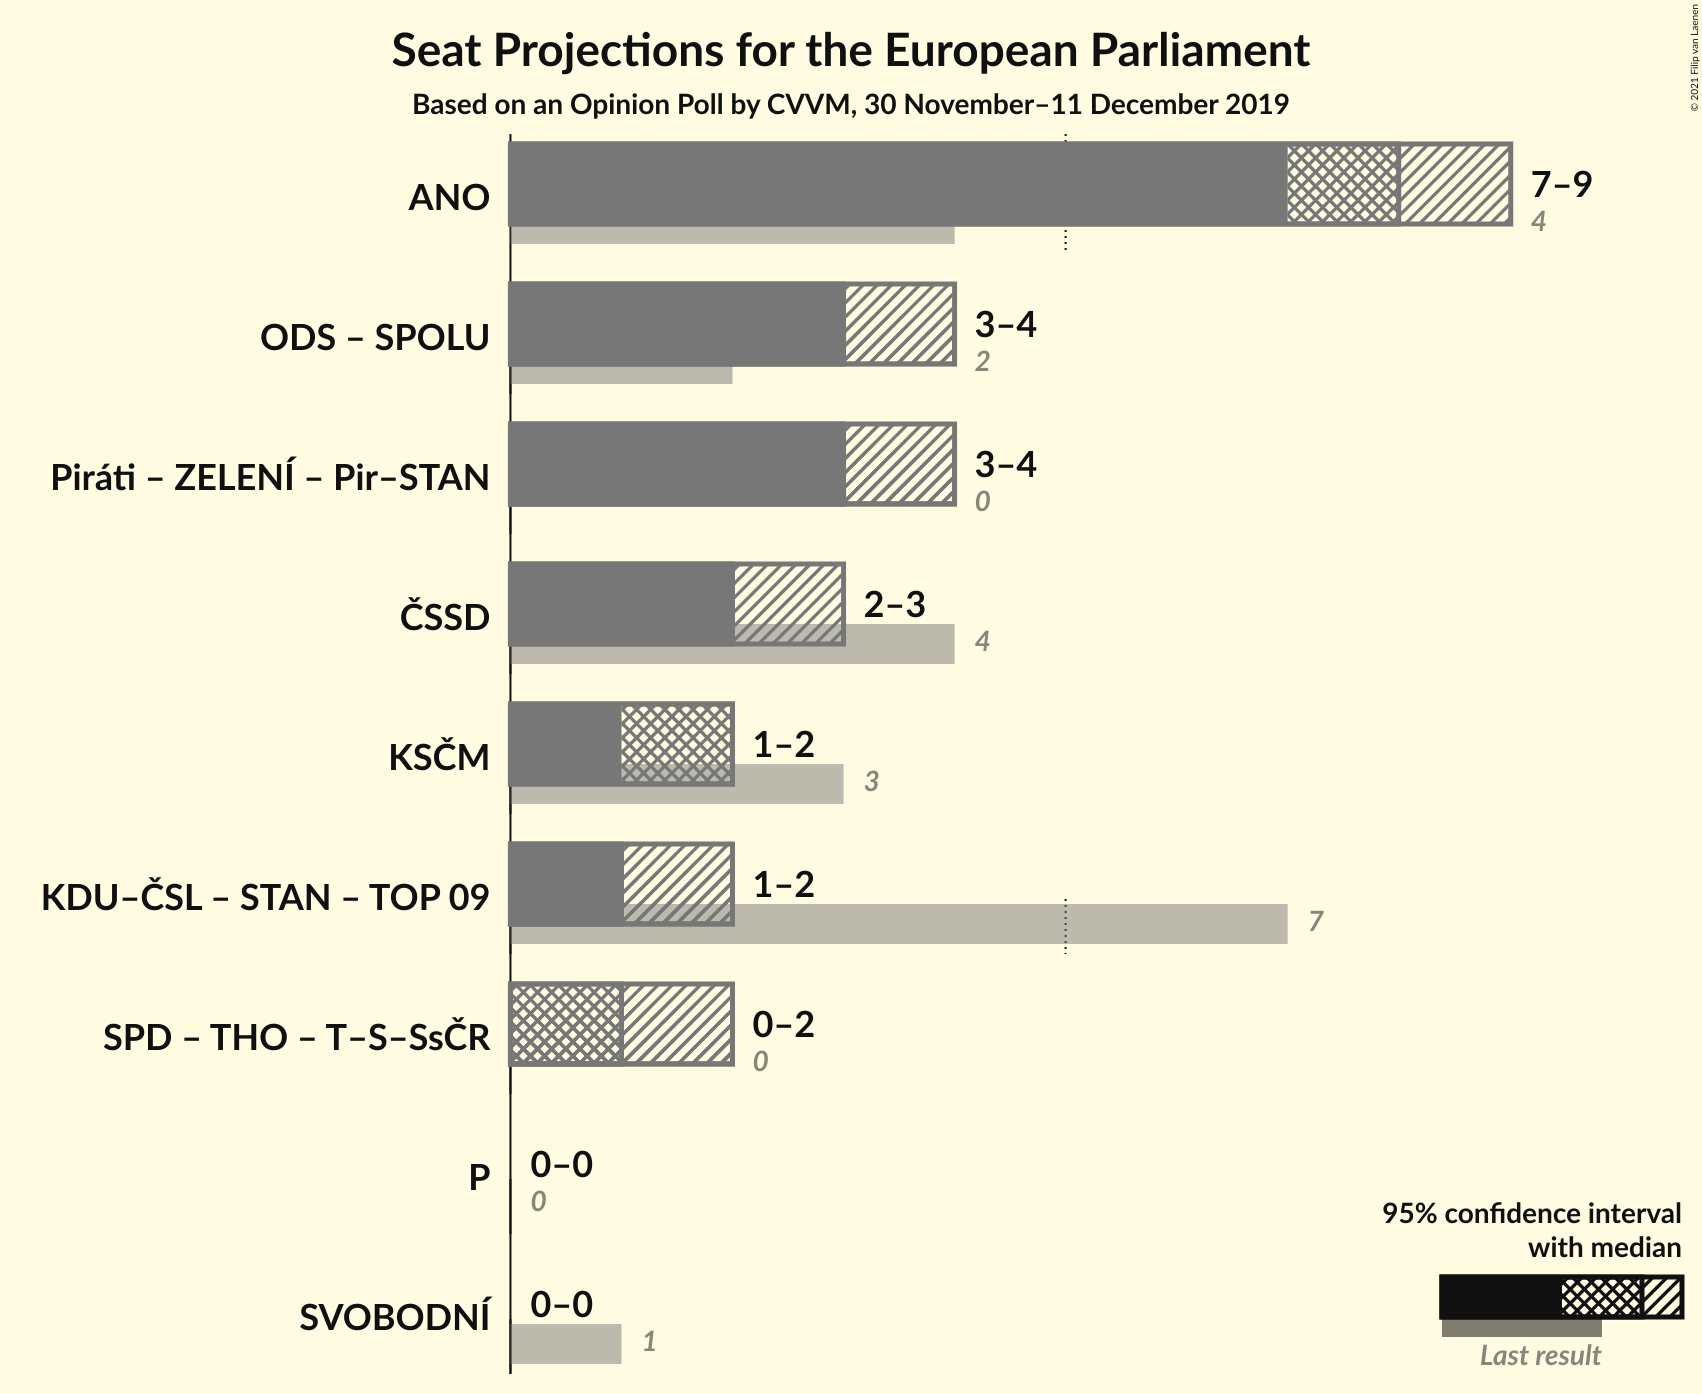 Seat Projections for the European Parliament
Based on an Opinion Poll by CVVM, 30 November–11 December 2019
© 2021 Filip van Laenen
ANO
7–9
4
ODS – SPOLU
3–4
2
Piráti – ZELENÍ – Pir–STAN
3–4
0
ČSSD
2–3
4
KSČM
1–2
3
KDU–ČSL – STAN – TOP 09
1–2
7
SPD – THO – T–S–SsČR
0–2
0
P
0–0
0
SVOBODNÍ
0–0
1
95% confidence interval
with median
Last result